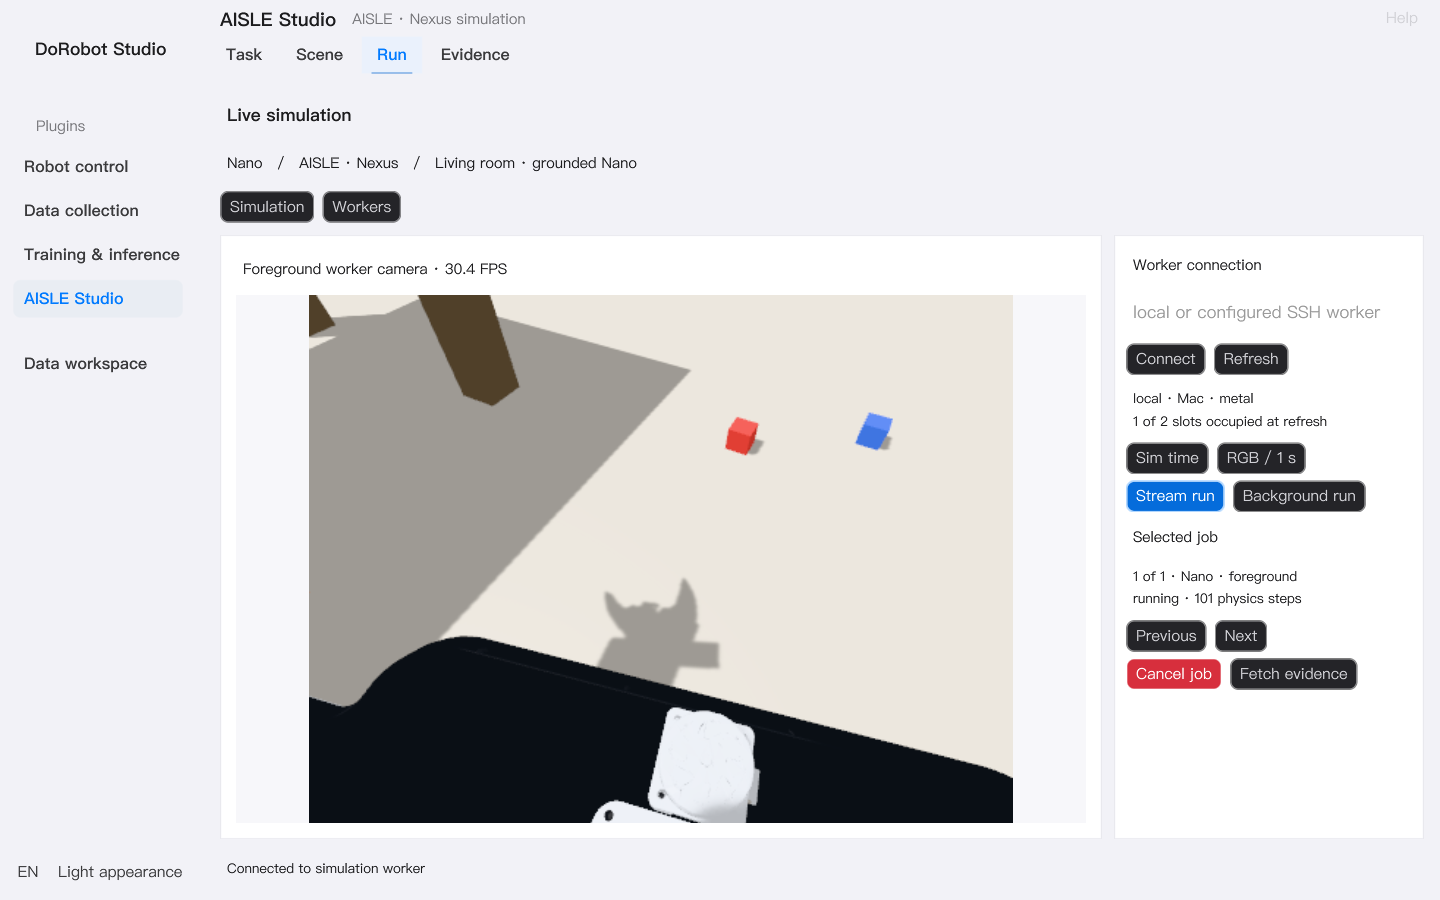 AISLE Studio AISLE · Nexus simulation
Help
DoRobot Studio
Task Scene Run Evidence
Plugins
Robot control
Data collection
Training & inference
AISLE Studio
Data workspace
EN Light appearance
Live simulation
Nano / AISLE · Nexus / Living room · grounded Nano
Simulation Workers
Foreground worker camera · 30.4 FPS
Worker connection
local or configured SSH worker
Connect Refresh
local · Mac · metal
1 of 2 slots occupied at refresh
Sim time RGB / 1 s
Stream run Background run
Selected job
1 of 1 · Nano · foreground
running · 101 physics steps
Previous Next
Cancel job Fetch evidence
Connected to simulation worker